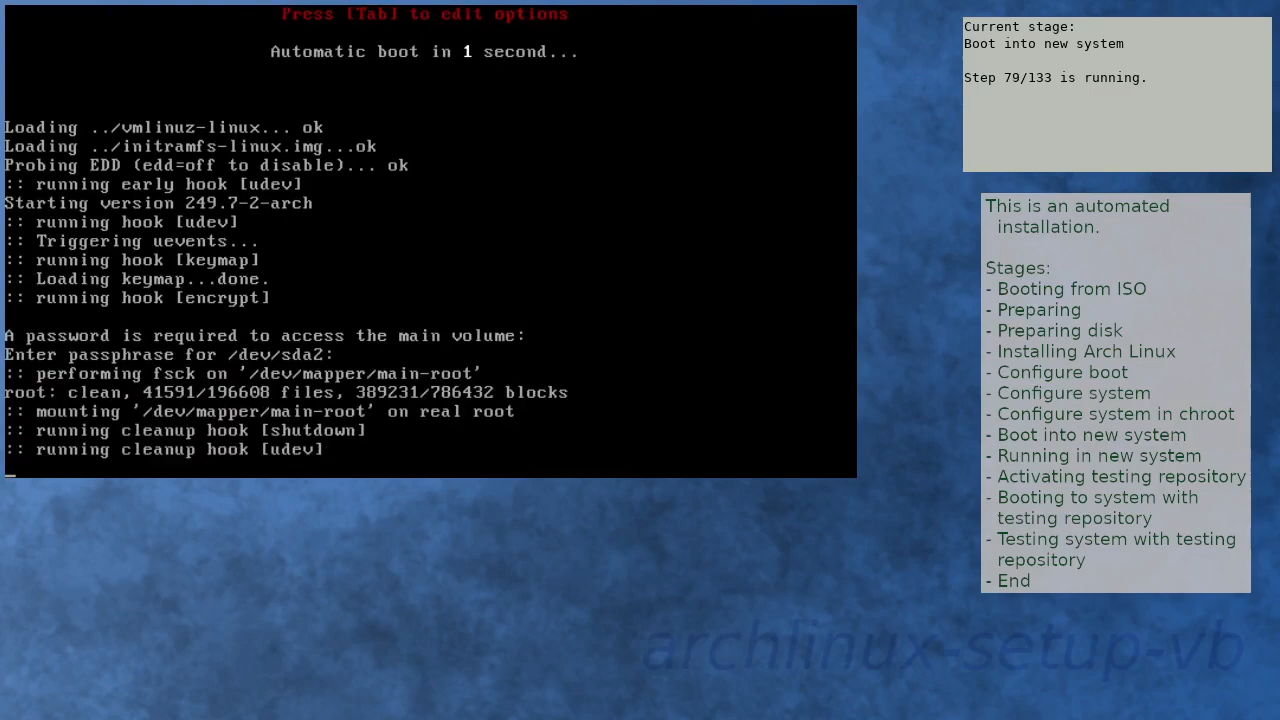 Press [Tab] to edit options
Automatic boot in 1 second...
Loading ../vmlinuz-linux... ok
Loading ../initramfs-linux.img...ok
Probing EDD (edd=off to disable)... ok
:: running early hook [udev]
Starting version 249.7-2-arch
:: running hook [udev]
:: Triggering uevents...
:: running hook [keymap]
:: Loading keymap...done.
:: running hook [encrypt]
A password is required to access the main volume:
Enter passphrase for /dev/sda2:
:: performing fsck on '/dev/mapper/main-root'
root: clean, 41591/196608 files, 389231/786432 blocks
:: mounting '/dev/mapper/main-root' on real root
:: running cleanup hook [shutdown]
:: running cleanup hook [udev]
Current stage:
Boot into new system
Step 79/133 is running.
This is an automated
installation.
Stages:
- Booting from ISO
- Preparing
- Preparing disk
- Installing Arch Linux
- Configure boot
- Configure system
- Configure system in chroot
- Boot into new system
- Running in new system
- Activating testing repository
- Booting to system with
testing repository
- Testing system with testing
repository
- End
archlinux-setup-vb